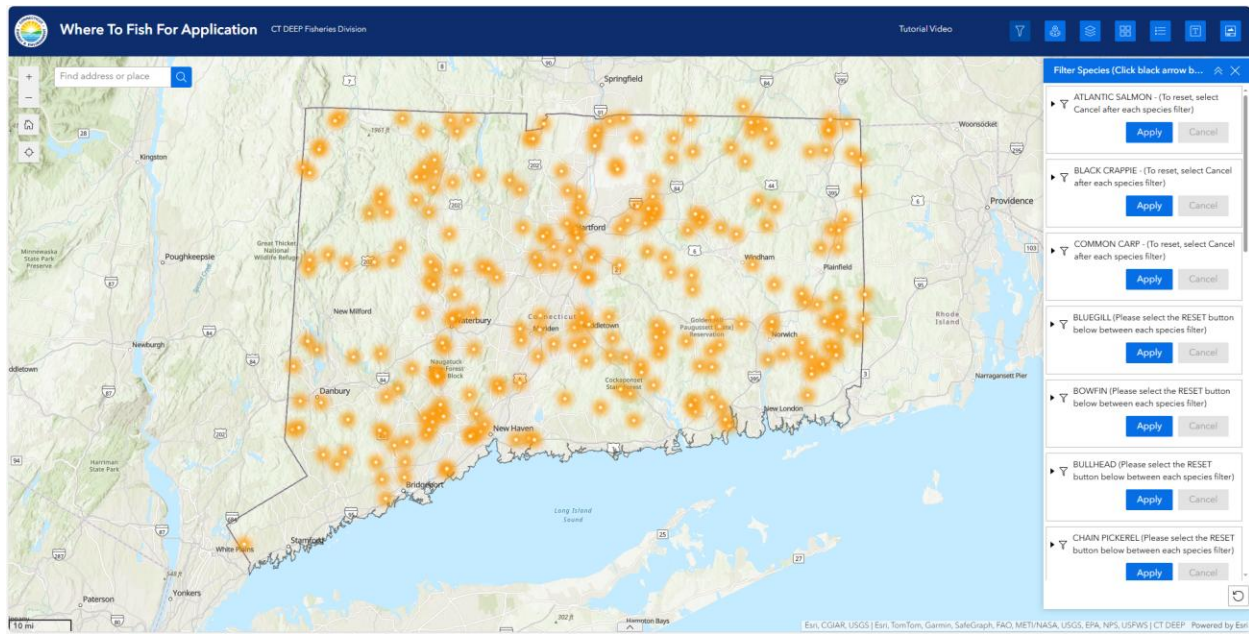 Where To Fish For Application
CT DEEP Fisheries Division
Tutorial Video
Find address or place
Filter Species (Click black arrow b...
ATLANTIC SALMON - (To reset, select
Cancel after each species filter)
Apply
Cancel
BLACK CRAPPIE - (To reset, select Cancel
after each species filter)
Apply
Cancel
COMMON CARP - (To reset, select Cancel
after each species filter)
Apply
Cancel
BLUEGILL (Please select the RESET button
below between each species filter)
Apply
Cancel
BOWFIN (Please select the RESET button
below between each species filter)
Apply
Cancel
BULLHEAD (Please select the RESET
button below between each species filter)
Apply
Cancel
CHAIN PICKEREL (Please select the RESET
button below between each species filter)
Apply
Cancel
Springfield
Woonsocket
Kingston
Providence
Minnewaska
State Park
Preserve
Poughkeepsie
Great Thicket
National
Wildlife Refuge
Windham
Plainfield
New Milford
Connecticut
Rhode
Island
Newburgh
Norwich
Naugatuck
Forest
Block
Narragansett Pier
Danbury
New London
New Haven
Harriman
State Park
Bridgeport
Long Island
Sound
Stamford
Paterson
Yonkers
Hampton Bays
10 mi
Esri, CGIAR, USGS | Esri, TomTom, Garmin, SafeGraph, FAO, METI/NASA, USGS, EPA, NPS, USFWS | CT DEEP
Powered by Esri